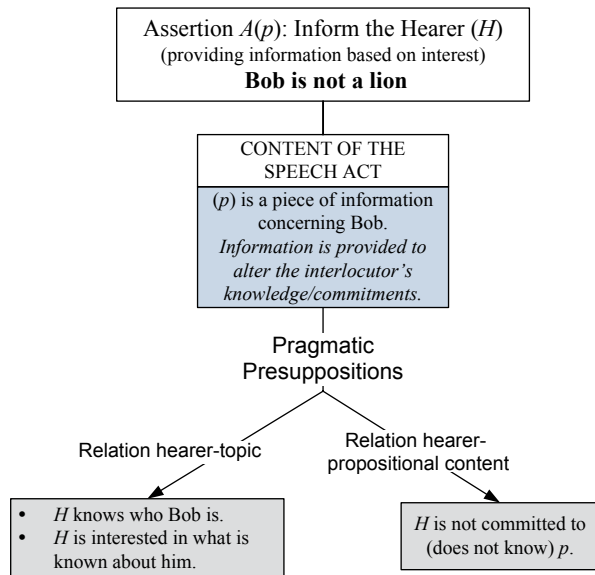 Assertion A(p): Inform the Hearer (H)
(providing information based on interest)
Bob is not a lion
CONTENT OF THE
SPEECH ACT
(p) is a piece of information
concerning Bob.
Information is provided to
alter the interlocutor's
knowledge/commitments.
Pragmatic
Presuppositions
Relation hearer-topic
Relation hearer-
propositional content
• H knows who Bob is.
• H is interested in what is
known about him.
H is not committed to
(does not know) p.